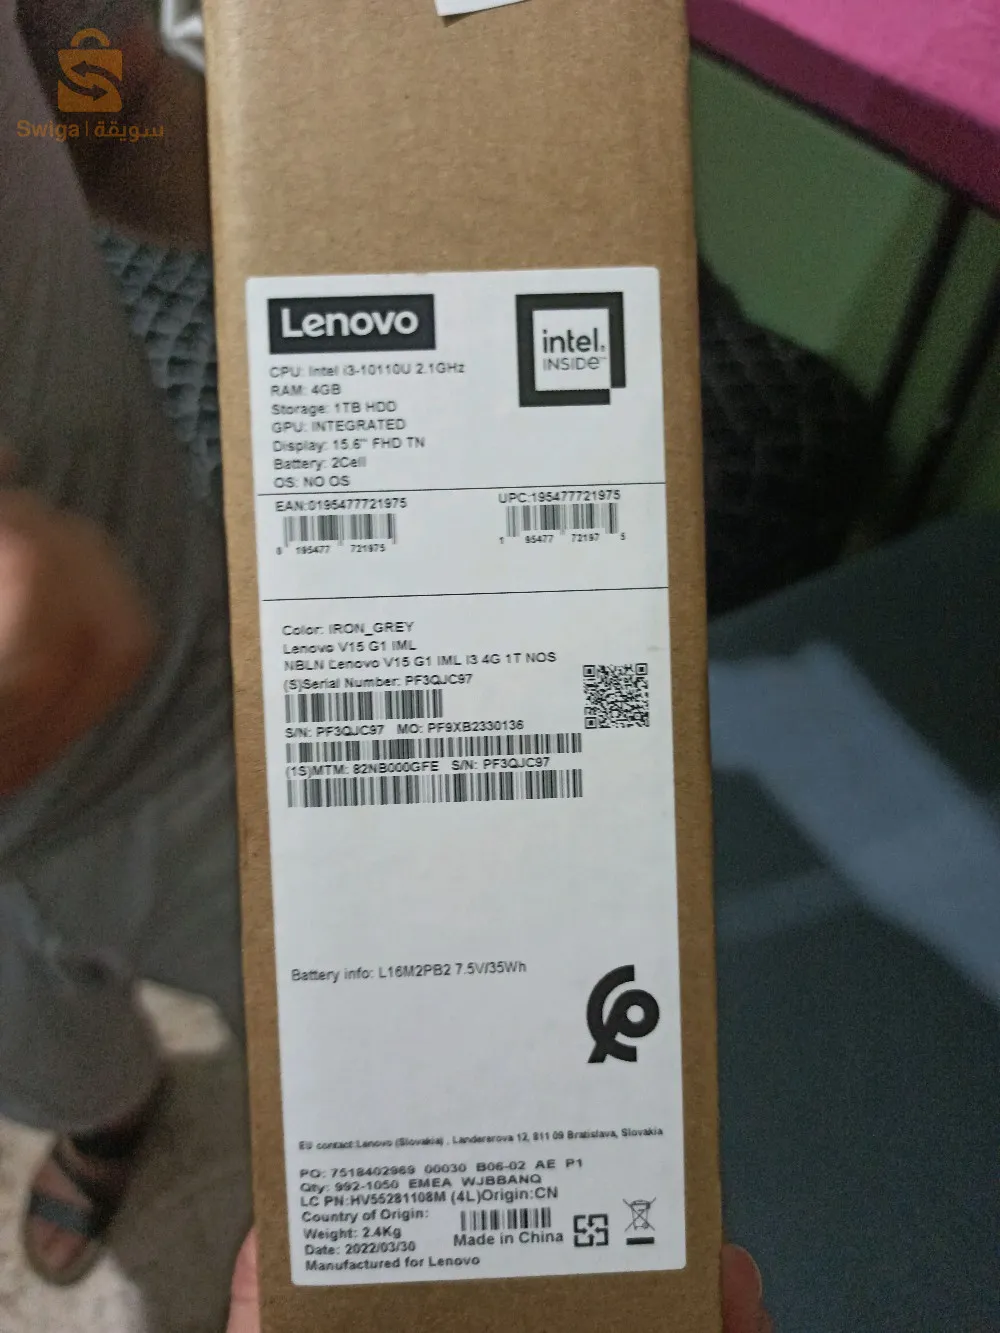 Swiga | سويقة
Lenovo
intel.
INSIDE™
CPU: Intel i3-10110U 2.1GHz
RAM: 4GB
Storage: 1TB HDD
GPU: INTEGRATED
Display: 15.6" FHD TN
Battery: 2Cell
OS: NO OS
EAN:0195477721975
UPC:195477721975
0 195477 721975
1 95477 72197 5
Color: IRON_GREY
Lenovo V15 G1 IML
NBLN Lenovo V15 G1 IML I3 4G 1T NOS
(S)Serial Number: PF3QJC97
S/N: PF3QJC97 MO: PF9XB2330136
(1S)MTM: 82NB000GFE S/N: PF3QJC97
Battery info: L16M2PB2 7.5V/35Wh
EU contact:Lenovo (Slovakia) , Landererova 12, 811 09 Bratislava, Slovakia
PO: 7518402969 00030 B06-02 AE P1
Qty: 992-1050 EMEA WJBBANQ
LC PN:HV55281108M (4L)Origin:CN
Country of Origin:
Weight: 2.4Kg
Made in China
Date: 2022/03/30
Manufactured for Lenovo